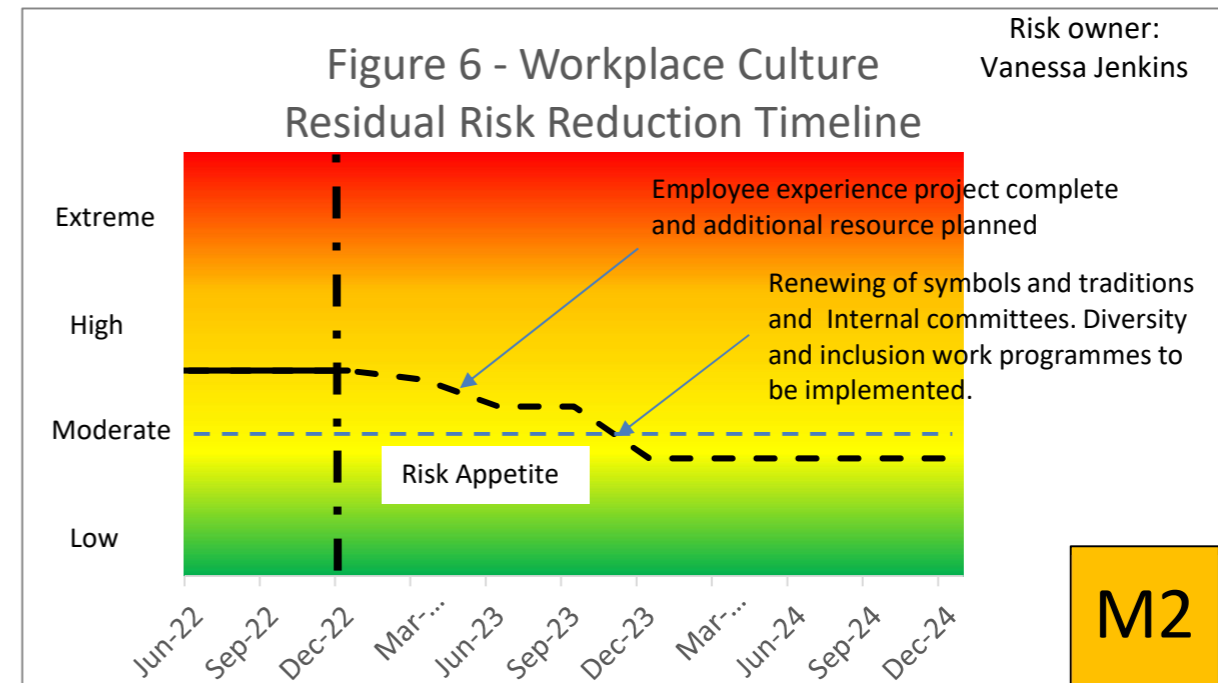 Risk owner:
Vanessa Jenkins
Figure 6 - Workplace Culture
Residual Risk Reduction Timeline
Employee experience project complete
and additional resource planned
Renewing of symbols and traditions
and Internal committees. Diversity
and inclusion work programmes to
be implemented.
Extreme
High
Moderate
Low
Risk Appetite
Jun-22
Sep-22
Dec-22
Mar-...
Jun-23
Sep-23
Dec-23
Mar-...
Jun-24
Sep-24
Dec-24
M2